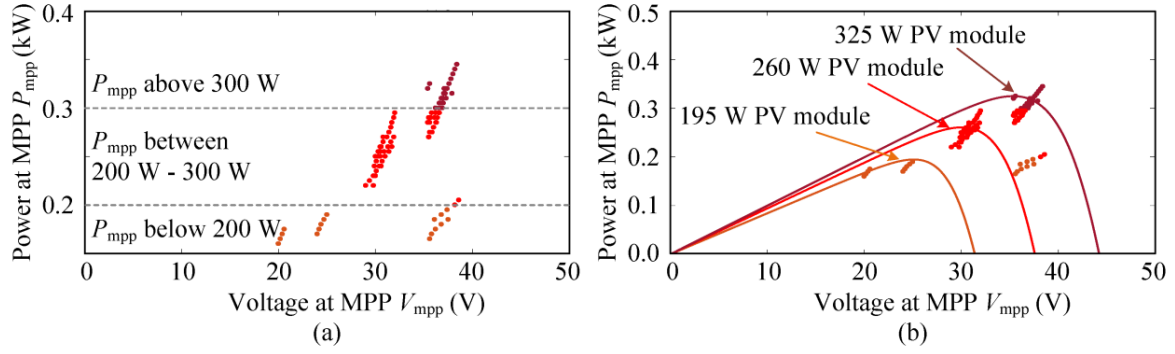 Power at MPP Pmpp (kW)
0.4
0.3
0.2
Pmpp above 300 W
Pmpp between
200 W - 300 W
Pmpp below 200 W
0 10 20 30 40 50
Voltage at MPP Vmpp (V)
(a)
Power at MPP Pmpp (kW)
0.5
0.4
0.3
0.2
0.1
0.0
325 W PV module
260 W PV module
195 W PV module
0 10 20 30 40 50
Voltage at MPP Vmpp (V)
(b)